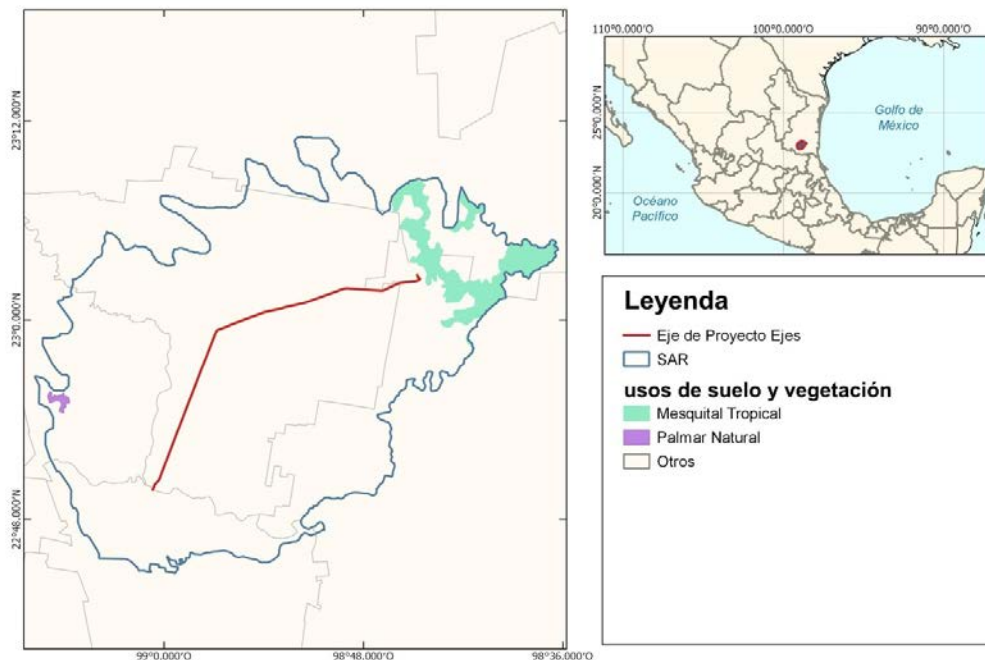 23°12.000'N
23°0.000'N
22°48.000'N
99°0.000'O
98°48.000'O
98°36.000'O
110°0.000'O
100°0.000'O
90°0.000'O
25°0.000'N
20°0.000'N
Golfo de
México
Océano
Pacífico
Leyenda
Eje de Proyecto Ejes
SAR
usos de suelo y vegetación
Mesquital Tropical
Palmar Natural
Otros